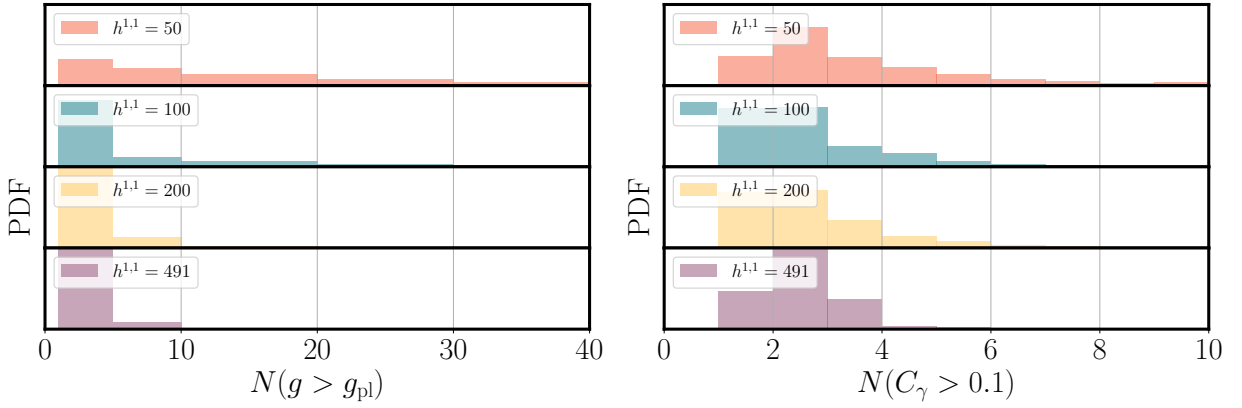 h^{1,1} = 50
h^{1,1} = 100
h^{1,1} = 200
h^{1,1} = 491
PDF
0 10 20 30 40
N(g > g_{pl})
h^{1,1} = 50
h^{1,1} = 100
h^{1,1} = 200
h^{1,1} = 491
PDF
0 2 4 6 8 10
N(C_γ > 0.1)